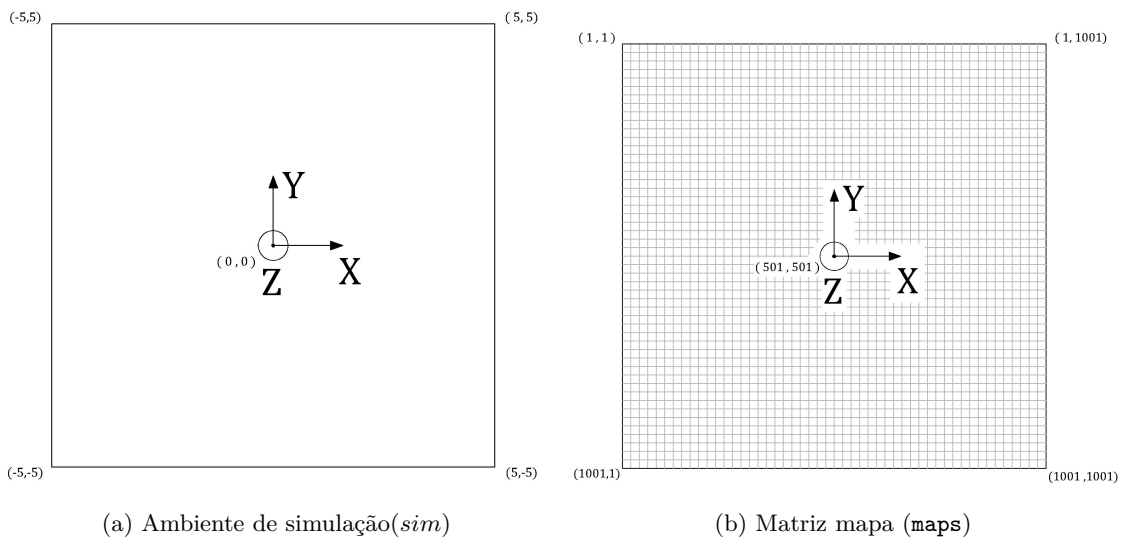 (-5,5)
( 5, 5)
Y
( 0 , 0 )
X
Z
(-5,-5)
(5,-5)
(a) Ambiente de simulação(sim)
( 1 , 1 )
( 1, 1001)
Y
( 501 , 501 )
X
Z
(1001,1)
(1001 ,1001)
(b) Matriz mapa (maps)